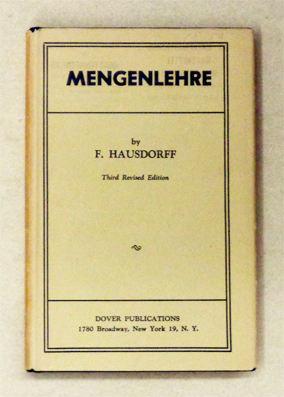 MENGENLEHRE
by
F. HAUSDORFF
Third Revised Edition
DOVER PUBLICATIONS
1780 Broadway, New York 19, N. Y.